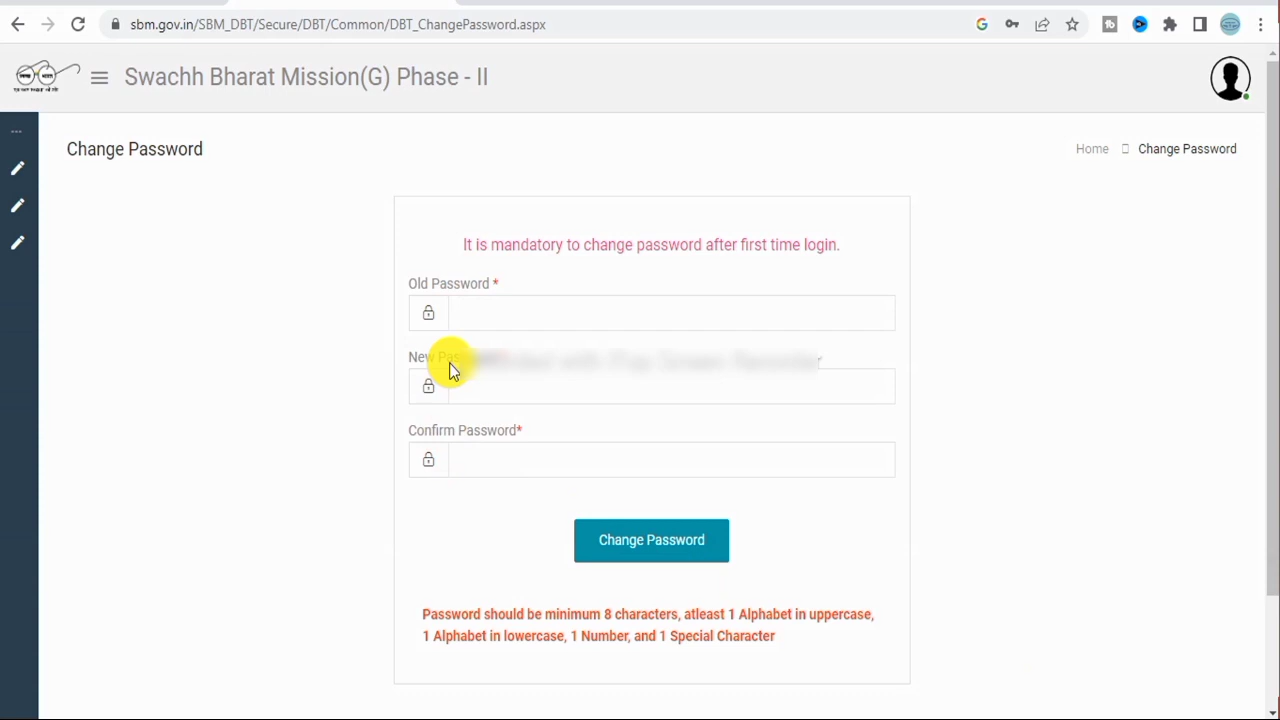 sbm.gov.in/SBM_DBT/Secure/DBT/Common/DBT_ChangePassword.aspx
Swachh Bharat Mission(G) Phase - II
Change Password
Home
Change Password
It is mandatory to change password after first time login.
Old Password *
New Pas
Confirm Password*
Change Password
Password should be minimum 8 characters, atleast 1 Alphabet in uppercase,
1 Alphabet in lowercase, 1 Number, and 1 Special Character